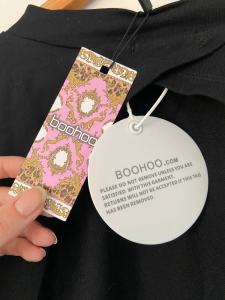 boohoo
BOOHOO.COM
PLEASE DO NOT REMOVE UNLESS YOU ARE
SATISFIED WITH THIS GARMENT.
RETURNS WILL NOT BE ACCEPTED IF THIS TAG
HAS BEEN REMOVED.